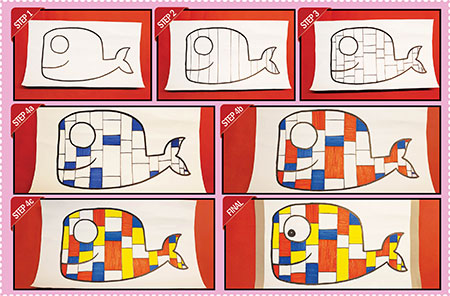 STEP 1
STEP 2
STEP 3
STEP 4a
STEP 4b
STEP 4c
FINAL